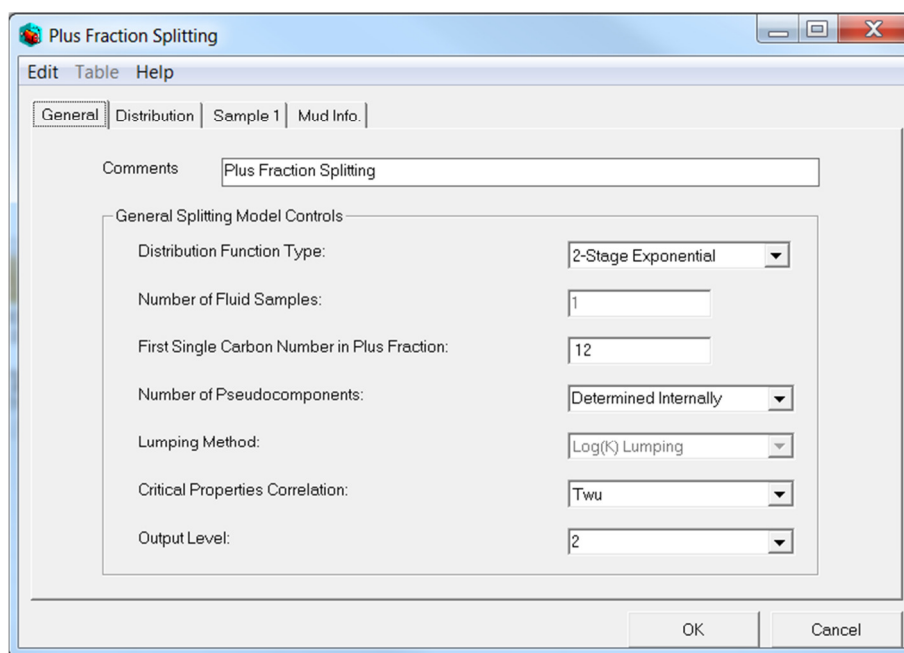 Plus Fraction Splitting
Edit Table Help
General Distribution Sample 1 Mud Info.
Comments Plus Fraction Splitting
General Splitting Model Controls
Distribution Function Type: 2-Stage Exponential
Number of Fluid Samples: 1
First Single Carbon Number in Plus Fraction: 12
Number of Pseudocomponents: Determined Internally
Lumping Method: Log(K) Lumping
Critical Properties Correlation: Twu
Output Level: 2
OK Cancel